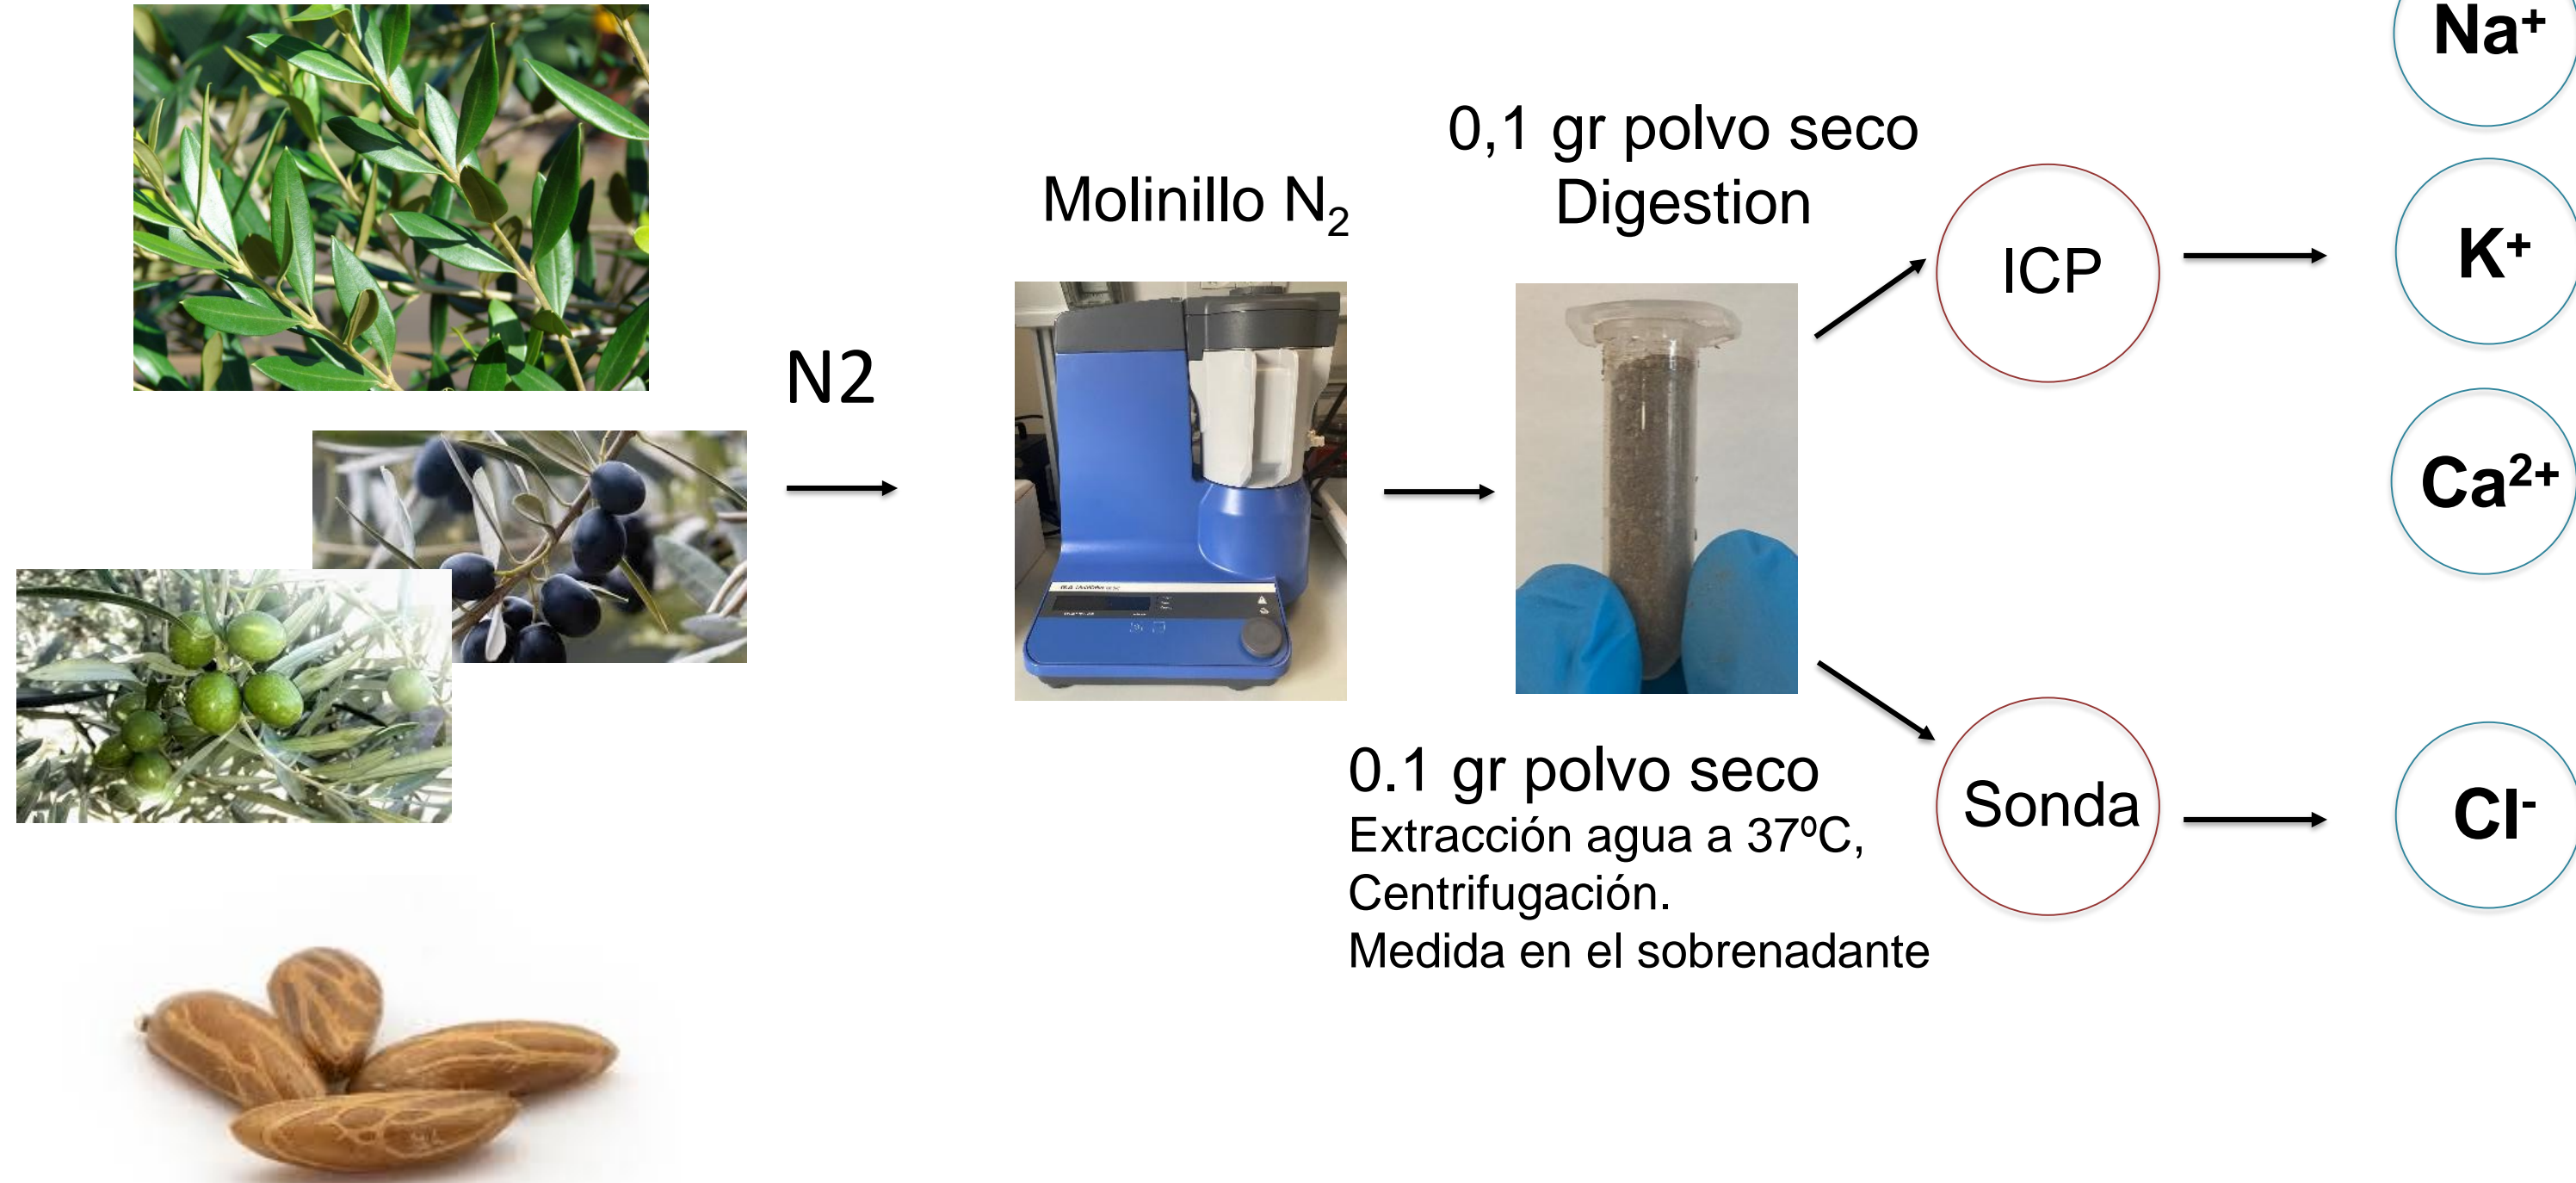 N2
Molinillo N₂
0,1 gr polvo seco
Digestion
ICP
Na⁺
K⁺
Ca²⁺
0.1 gr polvo seco
Extracción agua a 37ºC,
Centrifugación.
Medida en el sobrenadante
Sonda
Cl⁻